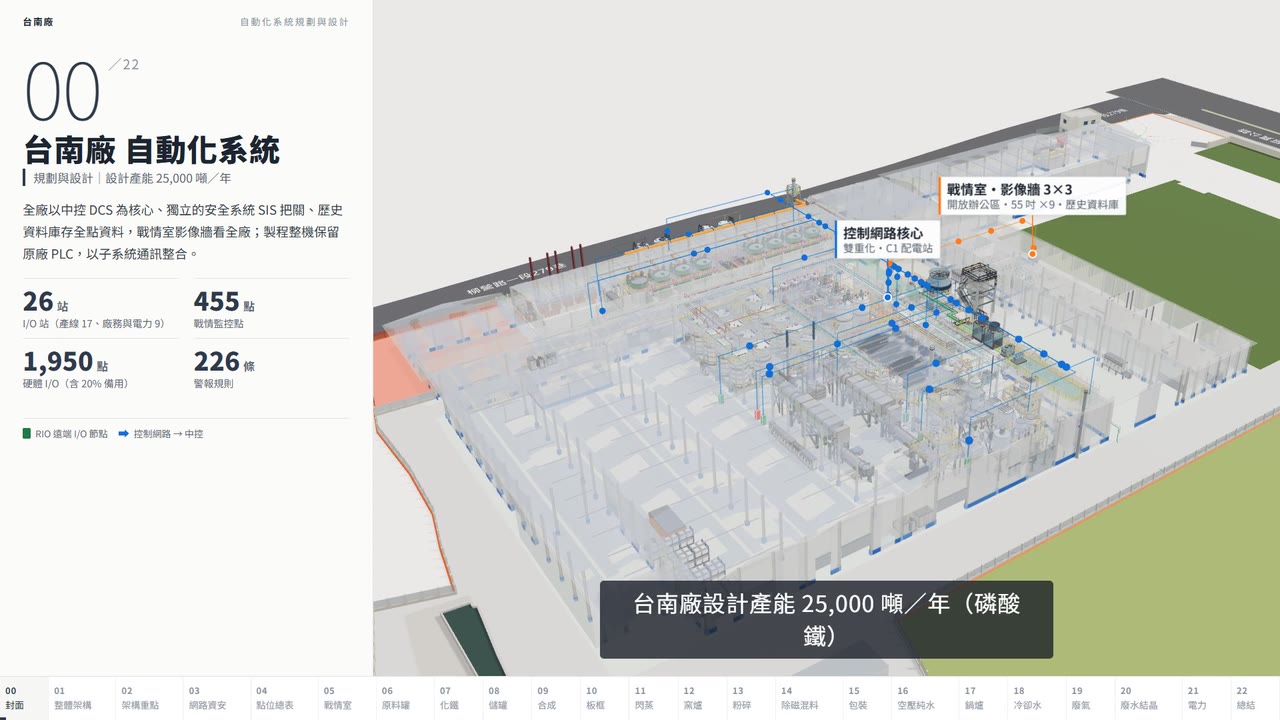 台南廠
自動化系統規劃與設計
00 ／22
台南廠 自動化系統
規劃與設計｜設計產能 25,000 噸／年
全廠以中控 DCS 為核心、獨立的安全系統 SIS 把關、歷史
資料庫存全點資料，戰情室影像牆看全廠；製程整機保留
原廠 PLC，以子系統通訊整合。
26 站
I/O 站（產線 17、廠務與電力 9）
455 點
戰情監控點
1,950 點
硬體 I/O（含 20% 備用）
226 條
警報規則
RIO 遠端 I/O 節點
控制網路 → 中控
戰情室・影像牆 3×3
開放辦公區・55 吋 ×9・歷史資料庫
控制網路核心
雙重化・C1 配電站
台南廠設計產能 25,000 噸／年（磷酸
鐵）
00 封面
01 整體架構
02 架構重點
03 網路資安
04 點位總表
05 戰情室
06 原料罐
07 化鐵
08 儲罐
09 合成
10 板框
11 閃蒸
12 窯爐
13 粉碎
14 除磁混料
15 包裝
16 空壓純水
17 鍋爐
18 冷卻水
19 廢氣
20 廢水結晶
21 電力
22 總結